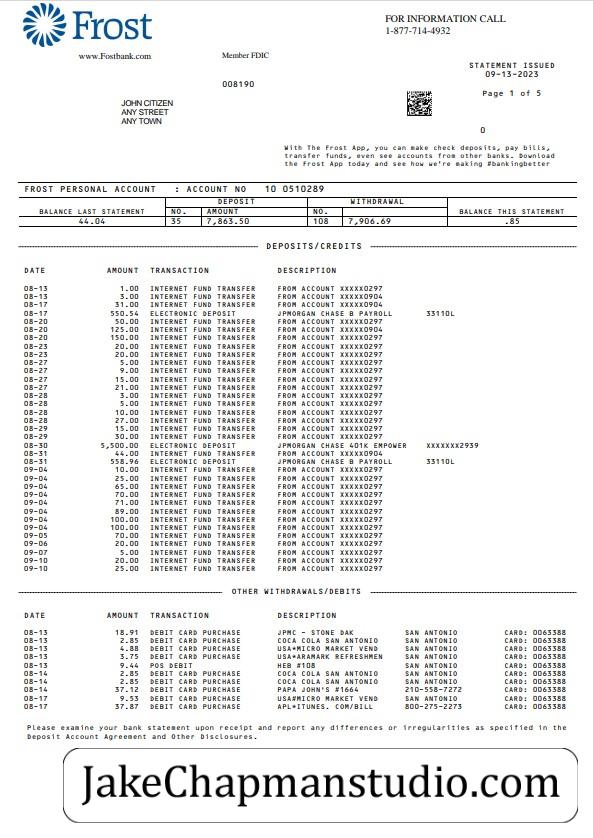 Frost
FOR INFORMATION CALL
1-877-714-4932
www.Fostbank.com Member FDIC
STATEMENT ISSUED
09-13-2023
008190
Page 1 of 5
JOHN CITIZEN
ANY STREET
ANY TOWN
0
With The Frost App, you can make check deposits, pay bills,
transfer funds, even see accounts from other banks. Download
the Frost App today and see how we're making #bankingbetter
FROST PERSONAL ACCOUNT : ACCOUNT NO 10 0510289
DEPOSIT WITHDRAWAL
BALANCE LAST STATEMENT NO. AMOUNT NO. BALANCE THIS STATEMENT
44.04 35 7,863.50 108 7,906.69 .85
DEPOSITS/CREDITS
DATE AMOUNT TRANSACTION DESCRIPTION
08-13 1.00 INTERNET FUND TRANSFER FROM ACCOUNT XXXXX0297
08-13 3.00 INTERNET FUND TRANSFER FROM ACCOUNT XXXXX0904
08-17 31.00 INTERNET FUND TRANSFER FROM ACCOUNT XXXXX0904
08-17 550.54 ELECTRONIC DEPOSIT JPMORGAN CHASE B PAYROLL 33110L
08-20 50.00 INTERNET FUND TRANSFER FROM ACCOUNT XXXXX0297
08-20 125.00 INTERNET FUND TRANSFER FROM ACCOUNT XXXXX0904
08-20 150.00 INTERNET FUND TRANSFER FROM ACCOUNT XXXXX0297
08-23 20.00 INTERNET FUND TRANSFER FROM ACCOUNT XXXXX0297
08-23 20.00 INTERNET FUND TRANSFER FROM ACCOUNT XXXXX0297
08-27 5.00 INTERNET FUND TRANSFER FROM ACCOUNT XXXXX0297
08-27 9.00 INTERNET FUND TRANSFER FROM ACCOUNT XXXXX0297
08-27 15.00 INTERNET FUND TRANSFER FROM ACCOUNT XXXXX0297
08-27 21.00 INTERNET FUND TRANSFER FROM ACCOUNT XXXXX0297
08-28 3.00 INTERNET FUND TRANSFER FROM ACCOUNT XXXXX0297
08-28 5.00 INTERNET FUND TRANSFER FROM ACCOUNT XXXXX0297
08-28 10.00 INTERNET FUND TRANSFER FROM ACCOUNT XXXXX0297
08-28 27.00 INTERNET FUND TRANSFER FROM ACCOUNT XXXXX0297
08-29 15.00 INTERNET FUND TRANSFER FROM ACCOUNT XXXXX0297
08-29 30.00 INTERNET FUND TRANSFER FROM ACCOUNT XXXXX0297
08-30 5,500.00 ELECTRONIC DEPOSIT JPMORGAN CHASE 401K EMPOWER XXXXXXX2939
08-31 44.00 INTERNET FUND TRANSFER FROM ACCOUNT XXXXX0904
08-31 558.96 ELECTRONIC DEPOSIT JPMORGAN CHASE B PAYROLL 33110L
09-04 10.00 INTERNET FUND TRANSFER FROM ACCOUNT XXXXX0297
09-04 25.00 INTERNET FUND TRANSFER FROM ACCOUNT XXXXX0297
09-04 65.00 INTERNET FUND TRANSFER FROM ACCOUNT XXXXX0297
09-04 70.00 INTERNET FUND TRANSFER FROM ACCOUNT XXXXX0297
09-04 71.00 INTERNET FUND TRANSFER FROM ACCOUNT XXXXX0297
09-04 89.00 INTERNET FUND TRANSFER FROM ACCOUNT XXXXX0297
09-04 100.00 INTERNET FUND TRANSFER FROM ACCOUNT XXXXX0297
09-04 100.00 INTERNET FUND TRANSFER FROM ACCOUNT XXXXX0297
09-05 70.00 INTERNET FUND TRANSFER FROM ACCOUNT XXXXX0297
09-06 20.00 INTERNET FUND TRANSFER FROM ACCOUNT XXXXX0297
09-07 5.00 INTERNET FUND TRANSFER FROM ACCOUNT XXXXX0297
09-10 20.00 INTERNET FUND TRANSFER FROM ACCOUNT XXXXX0297
09-10 25.00 INTERNET FUND TRANSFER FROM ACCOUNT XXXXX0297
OTHER WITHDRAWALS/DEBITS
DATE AMOUNT TRANSACTION DESCRIPTION
08-13 18.91 DEBIT CARD PURCHASE JPMC - STONE OAK SAN ANTONIO CARD: 0063388
08-13 2.85 DEBIT CARD PURCHASE COCA COLA SAN ANTONIO SAN ANTONIO CARD: 0063388
08-13 4.88 DEBIT CARD PURCHASE USA*MICRO MARKET VEND SAN ANTONIO CARD: 0063388
08-13 3.75 DEBIT CARD PURCHASE USA*ARAMARK REFRESHMEN SAN ANTONIO CARD: 0063388
08-13 9.44 POS DEBIT HEB #108 SAN ANTONIO CARD: 0063388
08-14 2.85 DEBIT CARD PURCHASE COCA COLA SAN ANTONIO SAN ANTONIO CARD: 0063388
08-14 2.85 DEBIT CARD PURCHASE COCA COLA SAN ANTONIO SAN ANTONIO CARD: 0063388
08-14 37.12 DEBIT CARD PURCHASE PAPA JOHN'S #1664 210-558-7272 CARD: 0063388
08-17 9.53 DEBIT CARD PURCHASE USA#MICRO MARKET VEND SAN ANTONIO CARD: 0063388
08-17 37.87 DEBIT CARD PURCHASE APL*ITUNES. COM/BILL 800-275-2273 CARD: 0063388
Please examine your bank statement upon receipt and report any differences or irregularities as specified in the
Deposit Account Agreement and Other Disclosures.
JakeChapmanstudio.com